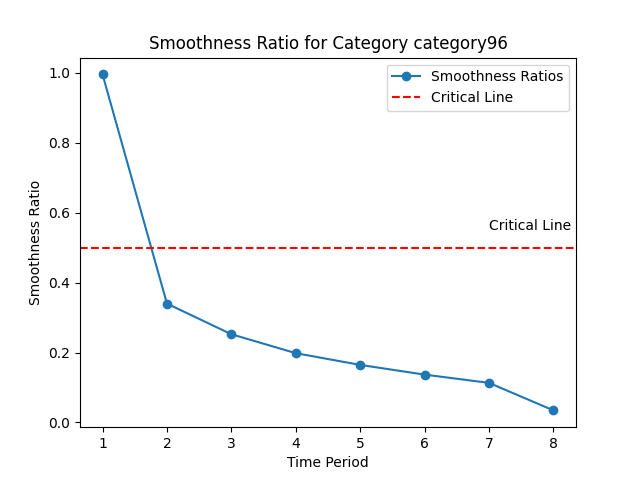 Smoothness Ratio for Category category96
Smoothness Ratios
Critical Line
Critical Line
Smoothness Ratio
1.0
0.8
0.6
0.4
0.2
0.0
1 2 3 4 5 6 7 8
Time Period